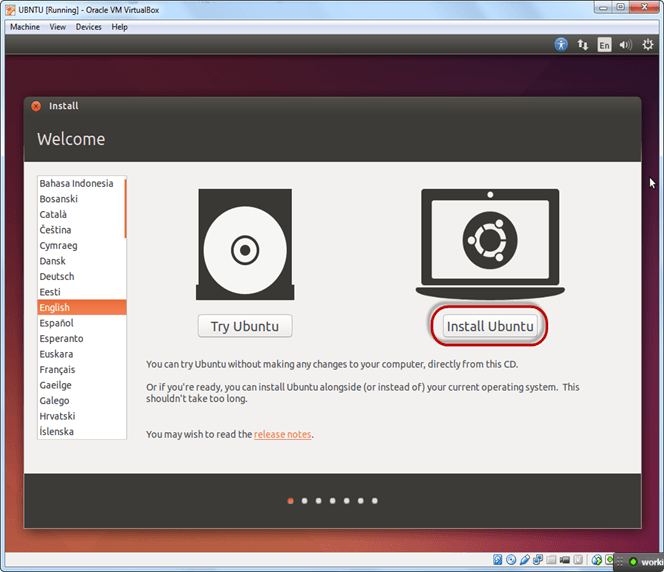 UBNTU [Running] - Oracle VM VirtualBox
Machine View Devices Help
En
Install
Welcome
Bahasa Indonesia
Bosanski
Català
Čeština
Cymraeg
Dansk
Deutsch
Eesti
English
Español
Esperanto
Euskara
Français
Gaeilge
Galego
Hrvatski
Íslenska
Try Ubuntu
Install Ubuntu
You can try Ubuntu without making any changes to your computer, directly from this CD.
Or if you're ready, you can install Ubuntu alongside (or instead of) your current operating system. This
shouldn't take too long.
You may wish to read the release notes.
worki